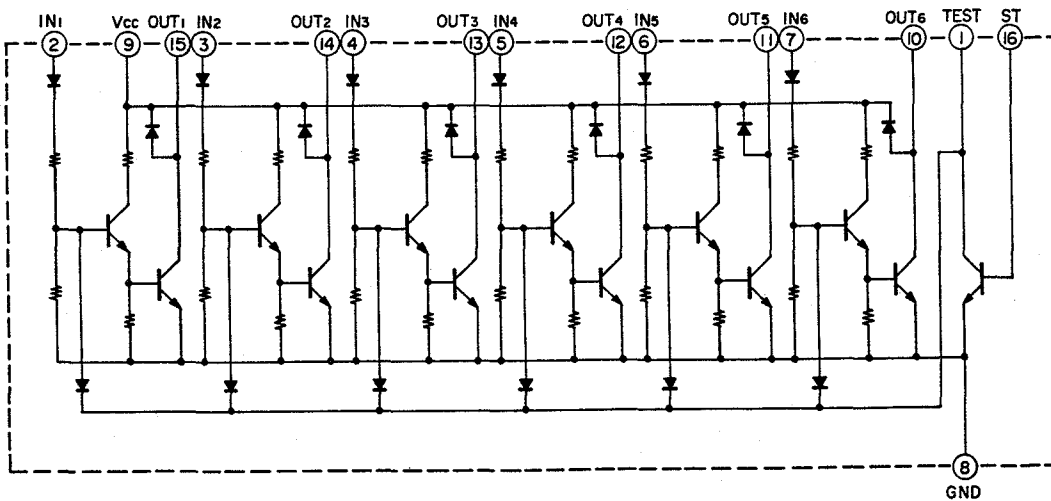 IN1 Vcc OUT1 IN2 OUT2 IN3 OUT3 IN4 OUT4 IN5 OUT5 IN6 OUT6 TEST ST
2 9 15 3 14 4 13 5 12 6 11 7 10 1 16
8
GND